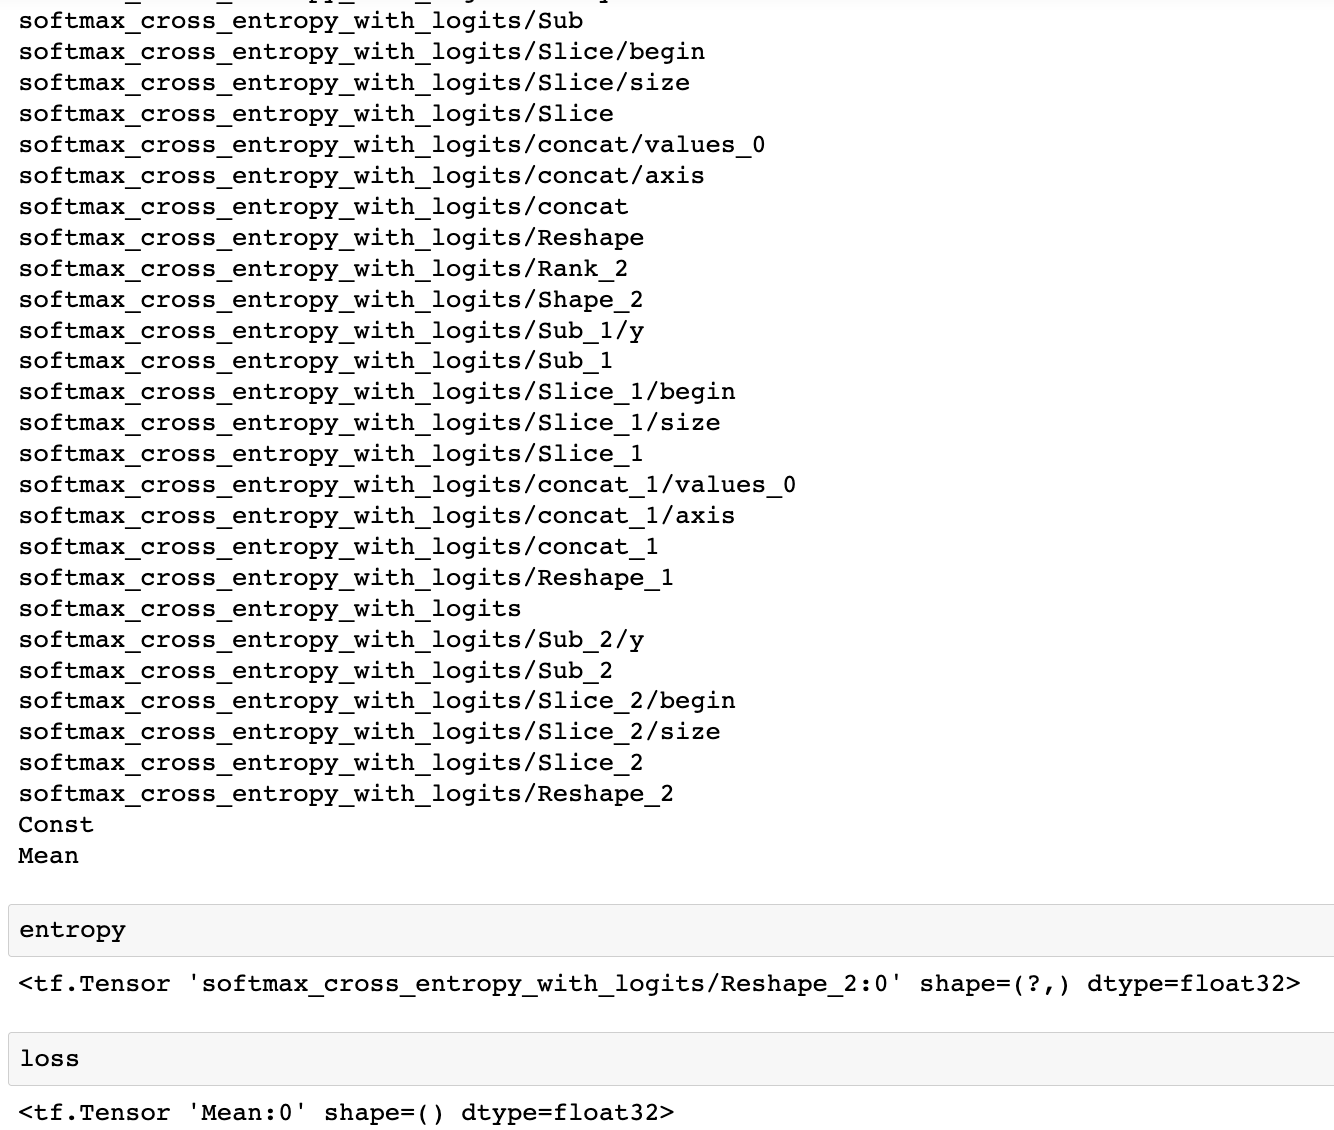 softmax_cross_entropy_with_logits/Sub
softmax_cross_entropy_with_logits/Slice/begin
softmax_cross_entropy_with_logits/Slice/size
softmax_cross_entropy_with_logits/Slice
softmax_cross_entropy_with_logits/concat/values_0
softmax_cross_entropy_with_logits/concat/axis
softmax_cross_entropy_with_logits/concat
softmax_cross_entropy_with_logits/Reshape
softmax_cross_entropy_with_logits/Rank_2
softmax_cross_entropy_with_logits/Shape_2
softmax_cross_entropy_with_logits/Sub_1/y
softmax_cross_entropy_with_logits/Sub_1
softmax_cross_entropy_with_logits/Slice_1/begin
softmax_cross_entropy_with_logits/Slice_1/size
softmax_cross_entropy_with_logits/Slice_1
softmax_cross_entropy_with_logits/concat_1/values_0
softmax_cross_entropy_with_logits/concat_1/axis
softmax_cross_entropy_with_logits/concat_1
softmax_cross_entropy_with_logits/Reshape_1
softmax_cross_entropy_with_logits
softmax_cross_entropy_with_logits/Sub_2/y
softmax_cross_entropy_with_logits/Sub_2
softmax_cross_entropy_with_logits/Slice_2/begin
softmax_cross_entropy_with_logits/Slice_2/size
softmax_cross_entropy_with_logits/Slice_2
softmax_cross_entropy_with_logits/Reshape_2
Const
Mean
entropy
<tf.Tensor 'softmax_cross_entropy_with_logits/Reshape_2:0' shape=(?,) dtype=float32>
loss
<tf.Tensor 'Mean:0' shape=() dtype=float32>